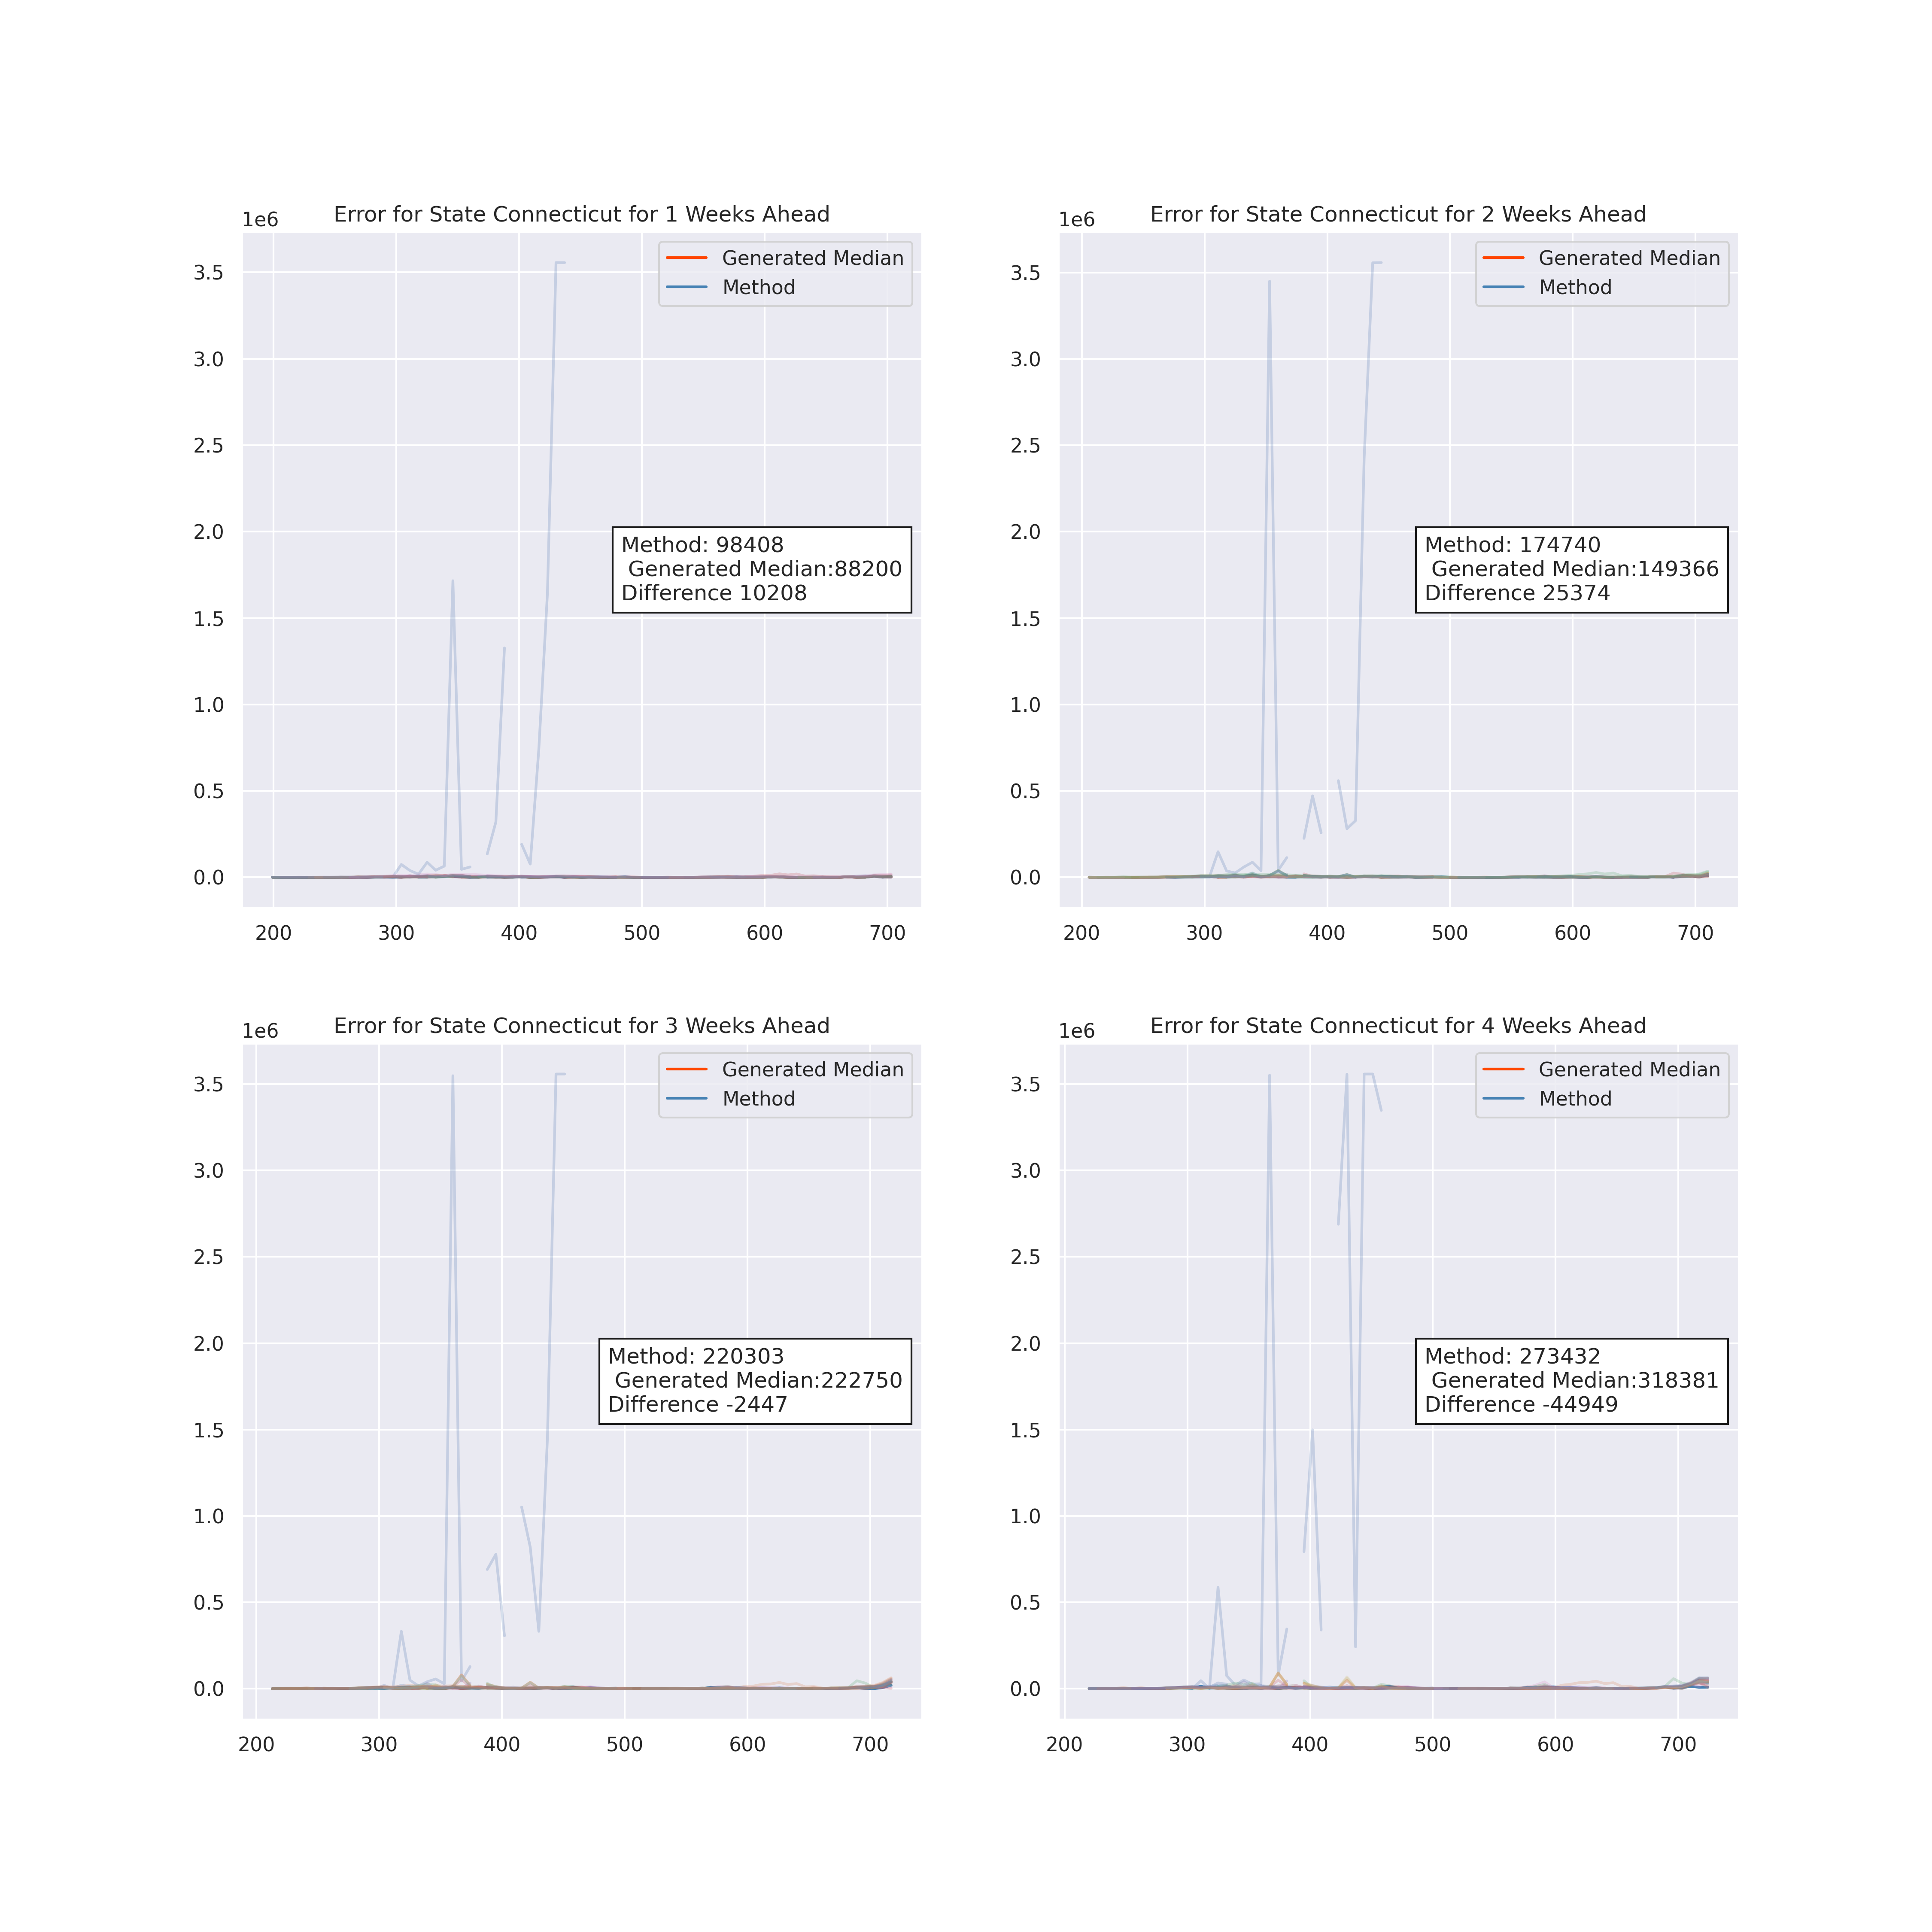 Error for State Connecticut for 1 Weeks Ahead
1e6
Generated Median
Method
3.5
3.0
2.5
2.0
1.5
1.0
0.5
0.0
Method: 98408
Generated Median:88200
Difference 10208
200 300 400 500 600 700
Error for State Connecticut for 2 Weeks Ahead
1e6
Generated Median
Method
3.5
3.0
2.5
2.0
1.5
1.0
0.5
0.0
Method: 174740
Generated Median:149366
Difference 25374
200 300 400 500 600 700
Error for State Connecticut for 3 Weeks Ahead
1e6
Generated Median
Method
3.5
3.0
2.5
2.0
1.5
1.0
0.5
0.0
Method: 220303
Generated Median:222750
Difference -2447
200 300 400 500 600 700
Error for State Connecticut for 4 Weeks Ahead
1e6
Generated Median
Method
3.5
3.0
2.5
2.0
1.5
1.0
0.5
0.0
Method: 273432
Generated Median:318381
Difference -44949
200 300 400 500 600 700